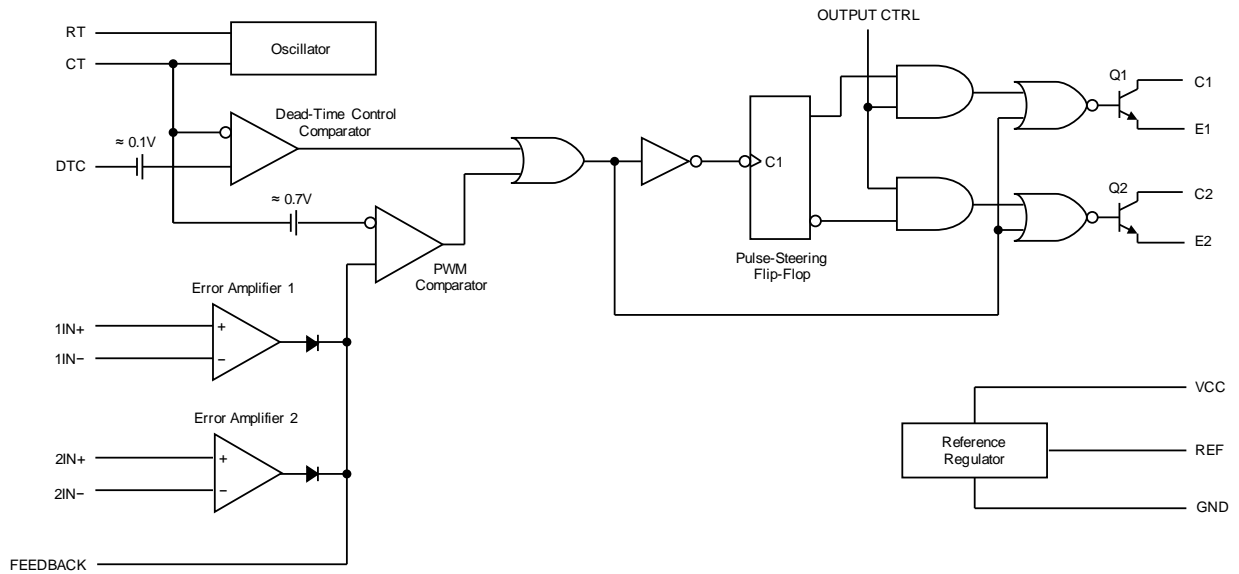 OUTPUT CTRL
RT
Oscillator
CT
Q1
C1
Dead-Time Control
Comparator
≈ 0.1V
E1
DTC
C1
Q2
C2
≈ 0.7V
E2
PWM
Comparator
Pulse-Steering
Flip-Flop
Error Amplifier 1
1IN+
+
1IN−
−
VCC
Error Amplifier 2
Reference
Regulator
REF
2IN+
+
2IN−
−
GND
FEEDBACK